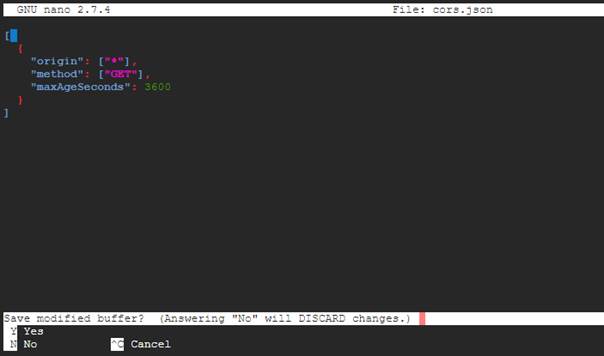 GNU nano 2.7.4 File: cors.json
[
{
"origin": ["*"],
"method": ["GET"],
"maxAgeSeconds": 3600
}
]
Save modified buffer? (Answering "No" will DISCARD changes.)
Y Yes
N No ^C Cancel